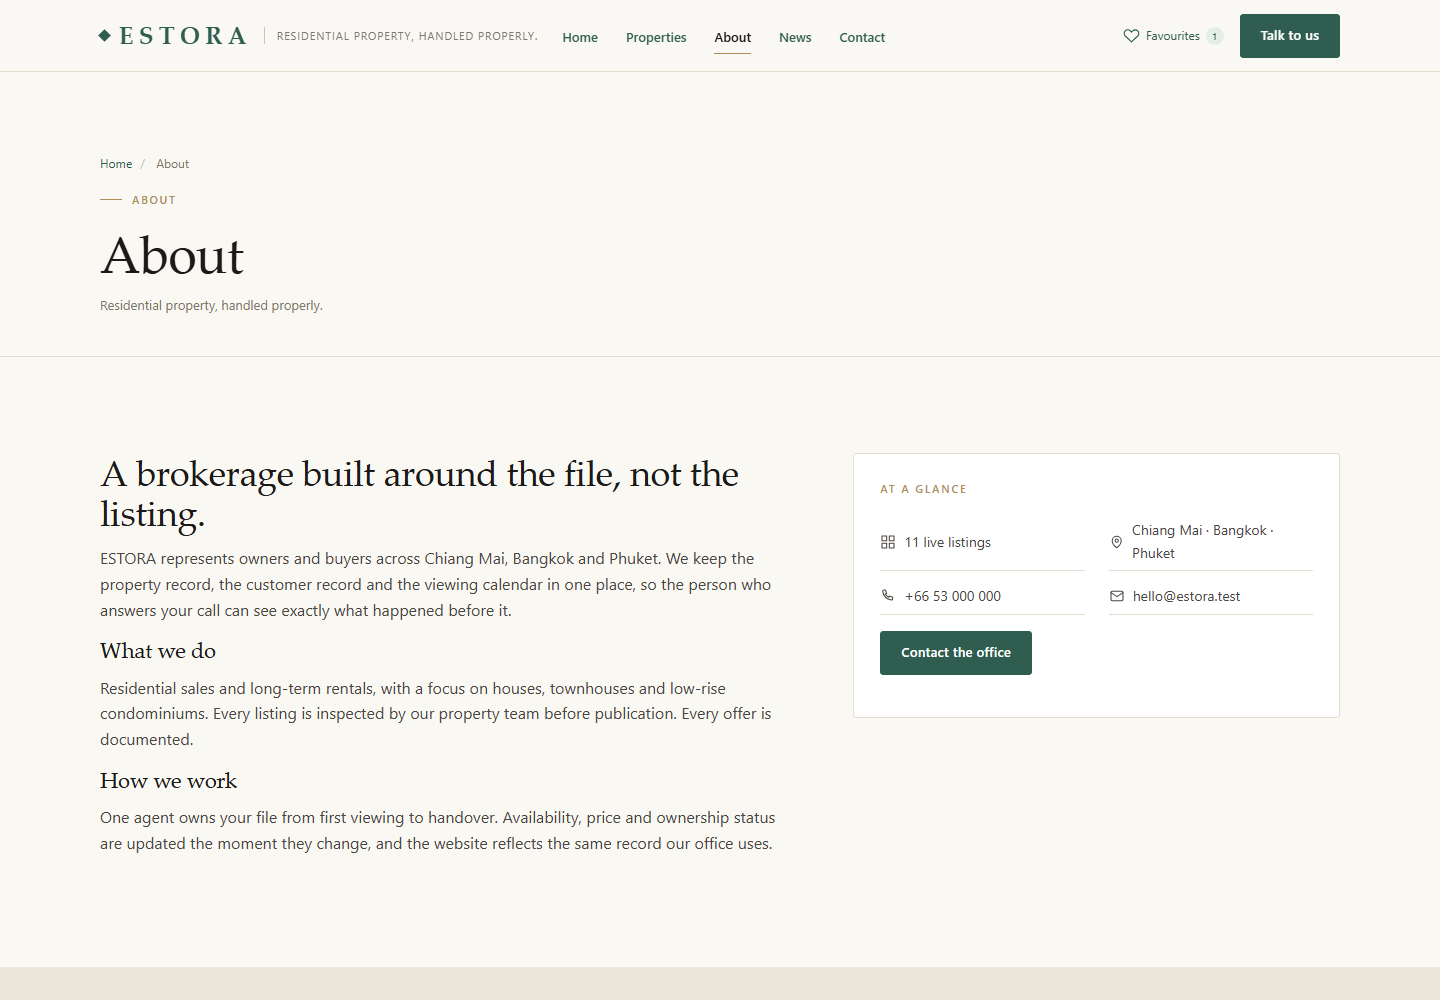 ESTORA
RESIDENTIAL PROPERTY, HANDLED PROPERLY.
Home
Properties
About
News
Contact
Favourites 1
Talk to us
Home / About
ABOUT
About
Residential property, handled properly.
A brokerage built around the file, not the
listing.
ESTORA represents owners and buyers across Chiang Mai, Bangkok and Phuket. We keep the
property record, the customer record and the viewing calendar in one place, so the person who
answers your call can see exactly what happened before it.
What we do
Residential sales and long-term rentals, with a focus on houses, townhouses and low-rise
condominiums. Every listing is inspected by our property team before publication. Every offer is
documented.
How we work
One agent owns your file from first viewing to handover. Availability, price and ownership status
are updated the moment they change, and the website reflects the same record our office uses.
AT A GLANCE
11 live listings
Chiang Mai · Bangkok ·
Phuket
+66 53 000 000
hello@estora.test
Contact the office